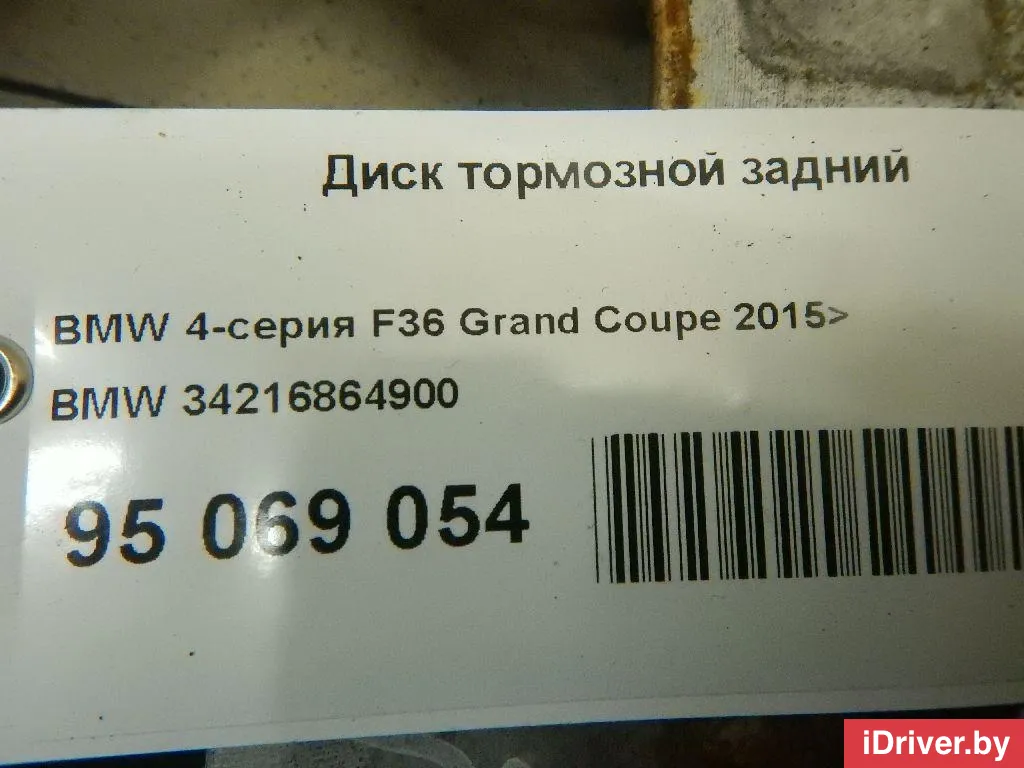 Диск тормозной задний
BMW 4-серия F36 Grand Coupe 2015>
BMW 34216864900
95 069 054
iDriver.by